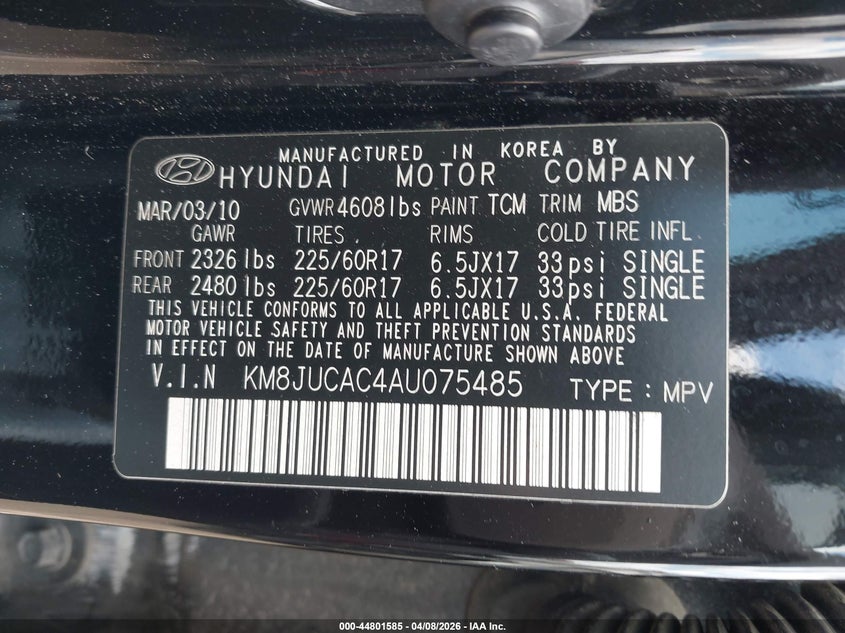 MANUFACTURED IN KOREA BY
HYUNDAI MOTOR COMPANY
MAR/03/10 GVWR 4608 lbs PAINT TCM TRIM MBS
GAWR TIRES RIMS COLD TIRE INFL
FRONT 2326 lbs 225/60R17 6.5JX17 33psi SINGLE
REAR 2480 lbs 225/60R17 6.5JX17 33psi SINGLE
THIS VEHICLE CONFORMS TO ALL APPLICABLE U.S.A. FEDERAL
MOTOR VEHICLE SAFETY AND THEFT PREVENTION STANDARDS
IN EFFECT ON THE DATE OF MANUFACTURE SHOWN ABOVE
V.I.N KM8JUCAC4AU075485 TYPE : MPV
000-44801585 - 04/08/2026 - IAA Inc.